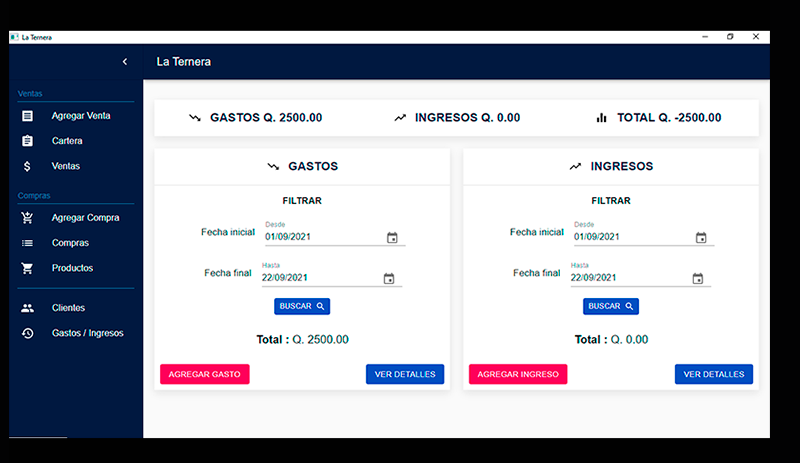 La Ternera
La Ternera
Ventas
Agregar Venta
Cartera
Ventas
Compras
Agregar Compra
Compras
Productos
Clientes
Gastos / Ingresos
GASTOS Q. 2500.00 INGRESOS Q. 0.00 TOTAL Q. -2500.00
GASTOS
FILTRAR
Desde
Fecha inicial 01/09/2021
Hasta
Fecha final 22/09/2021
BUSCAR
Total : Q. 2500.00
AGREGAR GASTO VER DETALLES
INGRESOS
FILTRAR
Desde
Fecha inicial 01/09/2021
Hasta
Fecha final 22/09/2021
BUSCAR
Total : Q. 0.00
AGREGAR INGRESO VER DETALLES